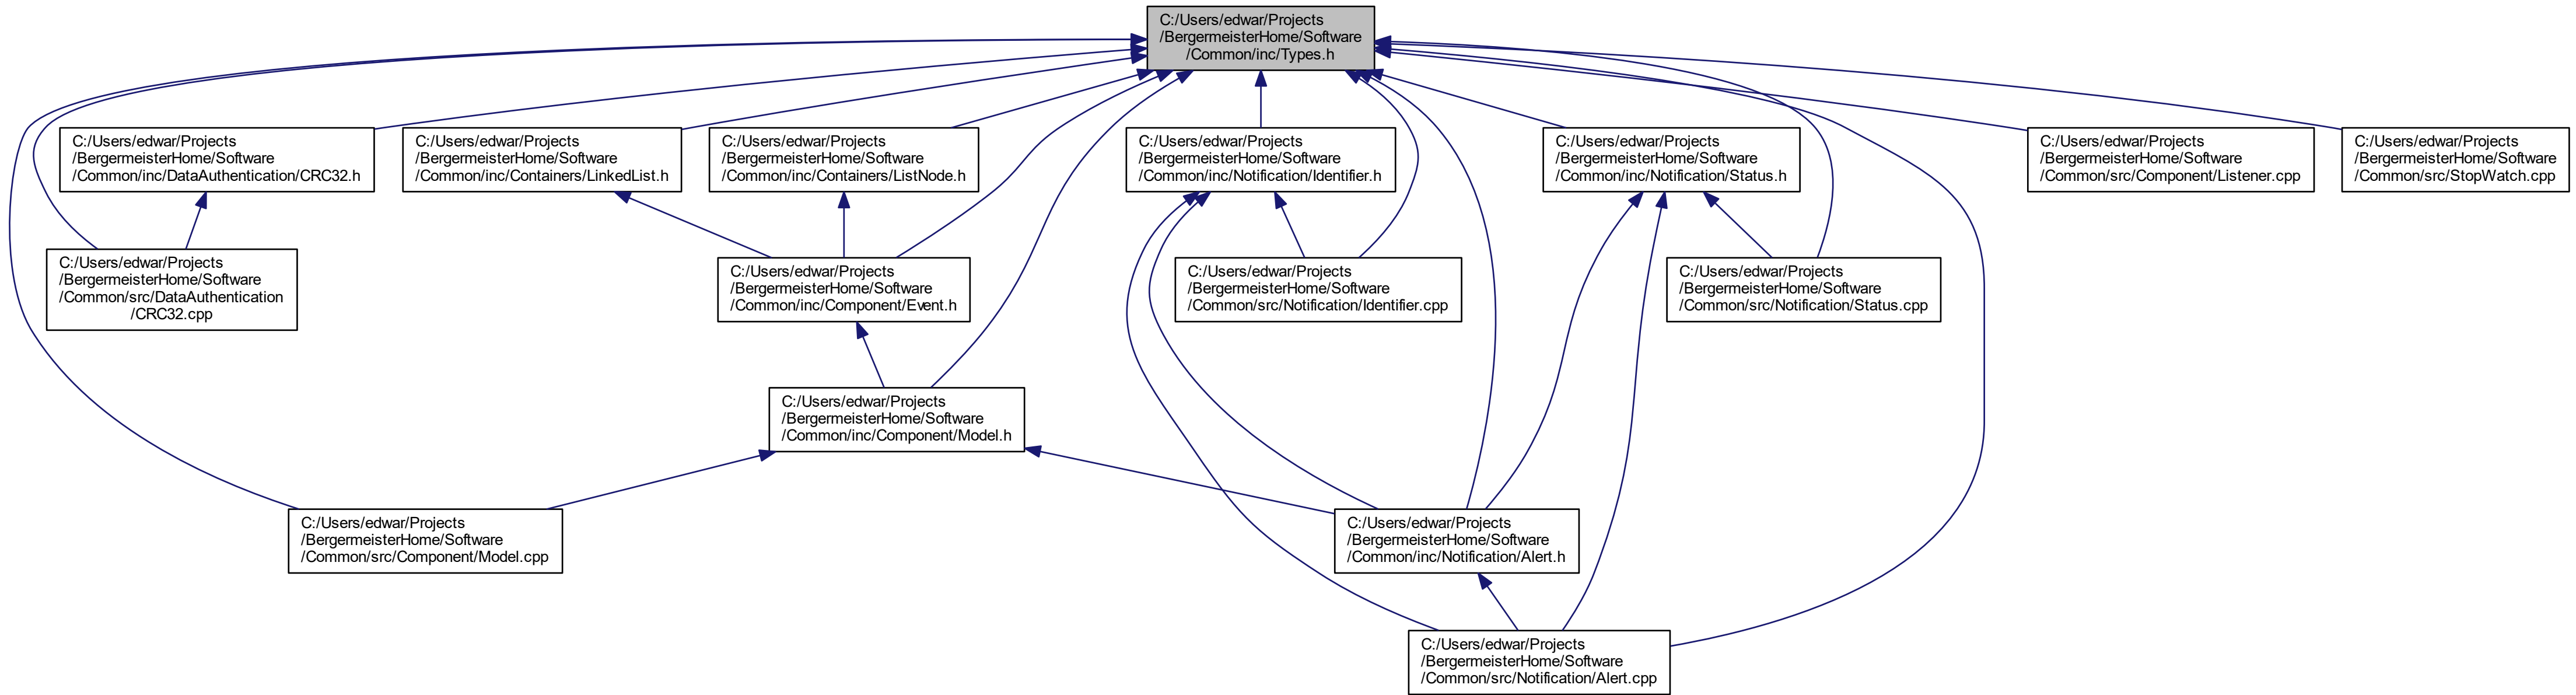 C:/Users/edwar/Projects
/BergermeisterHome/Software
/Common/inc/Types.h
C:/Users/edwar/Projects
/BergermeisterHome/Software
/Common/inc/DataAuthentication/CRC32.h
C:/Users/edwar/Projects
/BergermeisterHome/Software
/Common/inc/Containers/LinkedList.h
C:/Users/edwar/Projects
/BergermeisterHome/Software
/Common/inc/Containers/ListNode.h
C:/Users/edwar/Projects
/BergermeisterHome/Software
/Common/inc/Notification/Identifier.h
C:/Users/edwar/Projects
/BergermeisterHome/Software
/Common/inc/Notification/Status.h
C:/Users/edwar/Projects
/BergermeisterHome/Software
/Common/src/Component/Listener.cpp
C:/Users/edwar/Projects
/BergermeisterHome/Software
/Common/src/StopWatch.cpp
C:/Users/edwar/Projects
/BergermeisterHome/Software
/Common/src/DataAuthentication
/CRC32.cpp
C:/Users/edwar/Projects
/BergermeisterHome/Software
/Common/inc/Component/Event.h
C:/Users/edwar/Projects
/BergermeisterHome/Software
/Common/src/Notification/Identifier.cpp
C:/Users/edwar/Projects
/BergermeisterHome/Software
/Common/src/Notification/Status.cpp
C:/Users/edwar/Projects
/BergermeisterHome/Software
/Common/inc/Component/Model.h
C:/Users/edwar/Projects
/BergermeisterHome/Software
/Common/src/Component/Model.cpp
C:/Users/edwar/Projects
/BergermeisterHome/Software
/Common/inc/Notification/Alert.h
C:/Users/edwar/Projects
/BergermeisterHome/Software
/Common/src/Notification/Alert.cpp